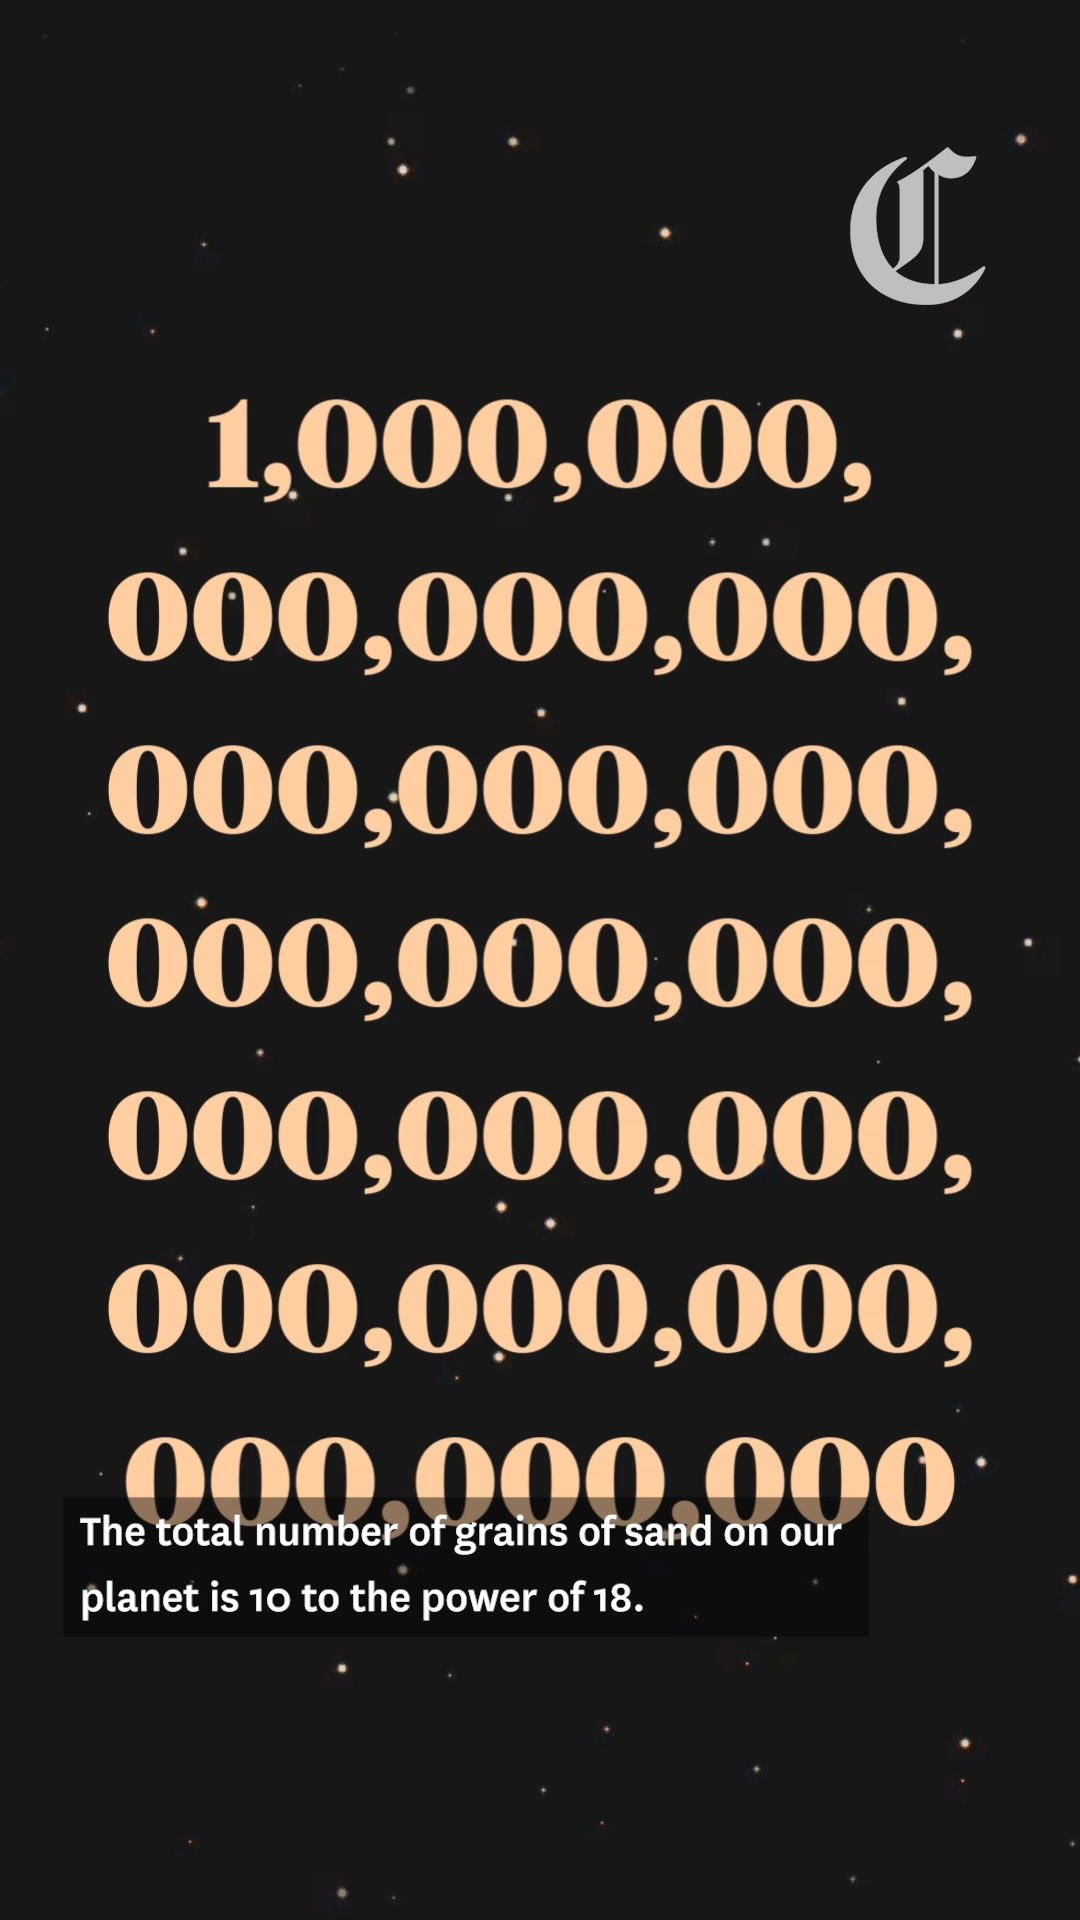 C
1,000,000,
000,000,000,
000,000,000,
000,000,000,
000,000,000,
000,000,000,
000,000,000
The total number of grains of sand on our
planet is 10 to the power of 18.